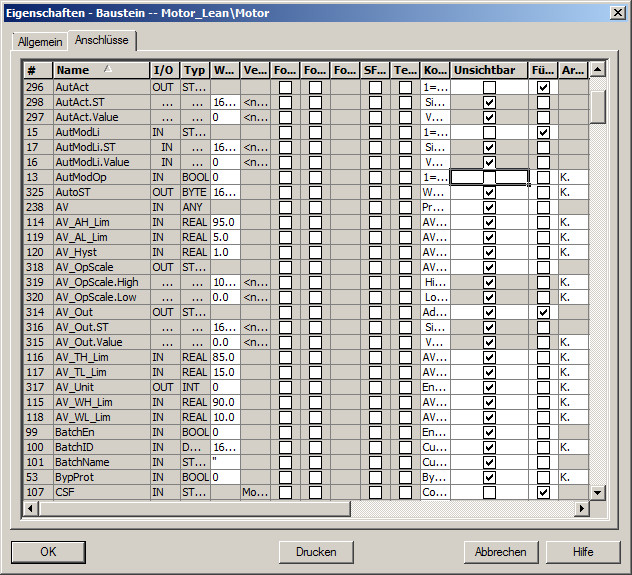 Eigenschaften - Baustein -- Motor_Lean\Motor
Allgemein Anschlüsse
# Name I/O Typ W... Ve... Fo... Fo... Fo... SF... Te... Ko... Unsichtbar Fü... Ar...
296 AutAct OUT ST... 1=...
298 AutAct.ST ... ... 16... <n... Si...
297 AutAct.Value ... ... 0 <n... V...
15 AutModLi IN ST... 1=...
17 AutModLi.ST IN ... 16... <n... Si...
16 AutModLi.Value IN ... 0 <n... V...
13 AutModOp IN BOOL 0 1=... K.
325 AutoST OUT BYTE 16... W... K.
238 AV IN ANY Pr...
114 AV_AH_Lim IN REAL 95.0 AV... K.
119 AV_AL_Lim IN REAL 5.0 AV... K.
120 AV_Hyst IN REAL 1.0 AV... K.
318 AV_OpScale OUT ST... AV...
319 AV_OpScale.High ... ... 10... <n... Hi... K.
320 AV_OpScale.Low ... ... 0.0 <n... Lo... K.
314 AV_Out OUT ST... Ad...
316 AV_Out.ST ... ... 16... <n... Si...
315 AV_Out.Value ... ... 0.0 <n... V... K.
116 AV_TH_Lim IN REAL 85.0 AV... K.
117 AV_TL_Lim IN REAL 15.0 AV... K.
317 AV_Unit OUT INT 0 En... K.
115 AV_WH_Lim IN REAL 90.0 AV... K.
118 AV_WL_Lim IN REAL 10.0 AV... K.
99 BatchEn IN BOOL 0 En...
100 BatchID IN D... 16... Cu... K.
101 BatchName IN ST... '' Cu...
53 BypProt IN BOOL 0 By... K.
107 CSF IN ST... Mo... Co...
OK Drucken Abbrechen Hilfe